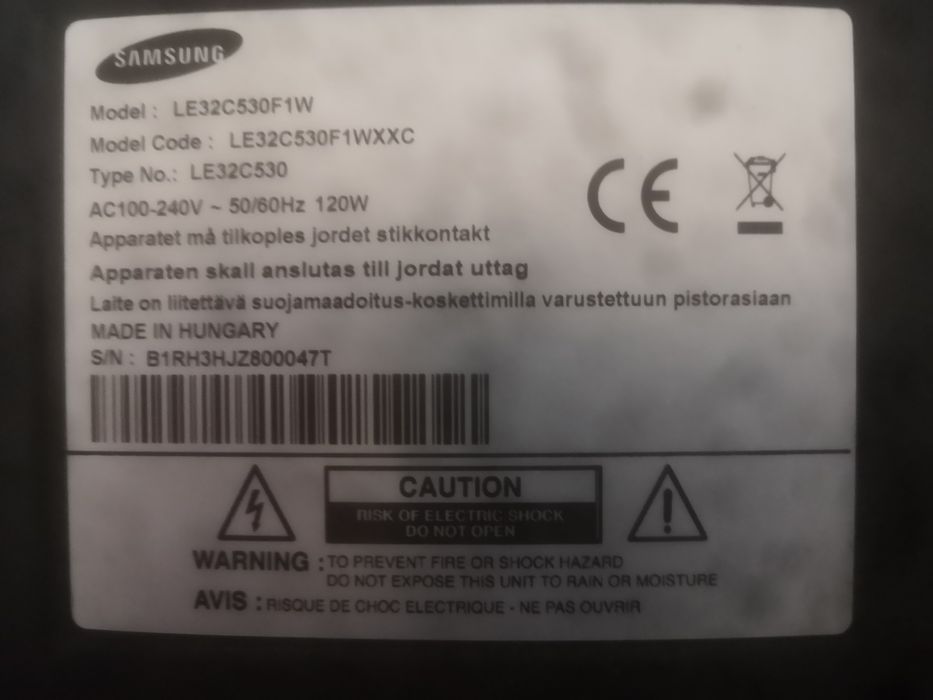 SAMSUNG
Model : LE32C530F1W
Model Code : LE32C530F1WXXC
Type No.: LE32C530
AC100-240V ~ 50/60Hz 120W
Apparatet må tilkoples jordet stikkontakt
Apparaten skall anslutas till jordat uttag
Laite on liitettävä suojamaadoitus-koskettimilla varustettuun pistorasiaan
MADE IN HUNGARY
S/N : B1RH3HJZ800047T
CE
CAUTION
RISK OF ELECTRIC SHOCK
DO NOT OPEN
WARNING : TO PREVENT FIRE OR SHOCK HAZARD
DO NOT EXPOSE THIS UNIT TO RAIN OR MOISTURE
AVIS : RISQUE DE CHOC ELECTRIQUE - NE PAS OUVRIR